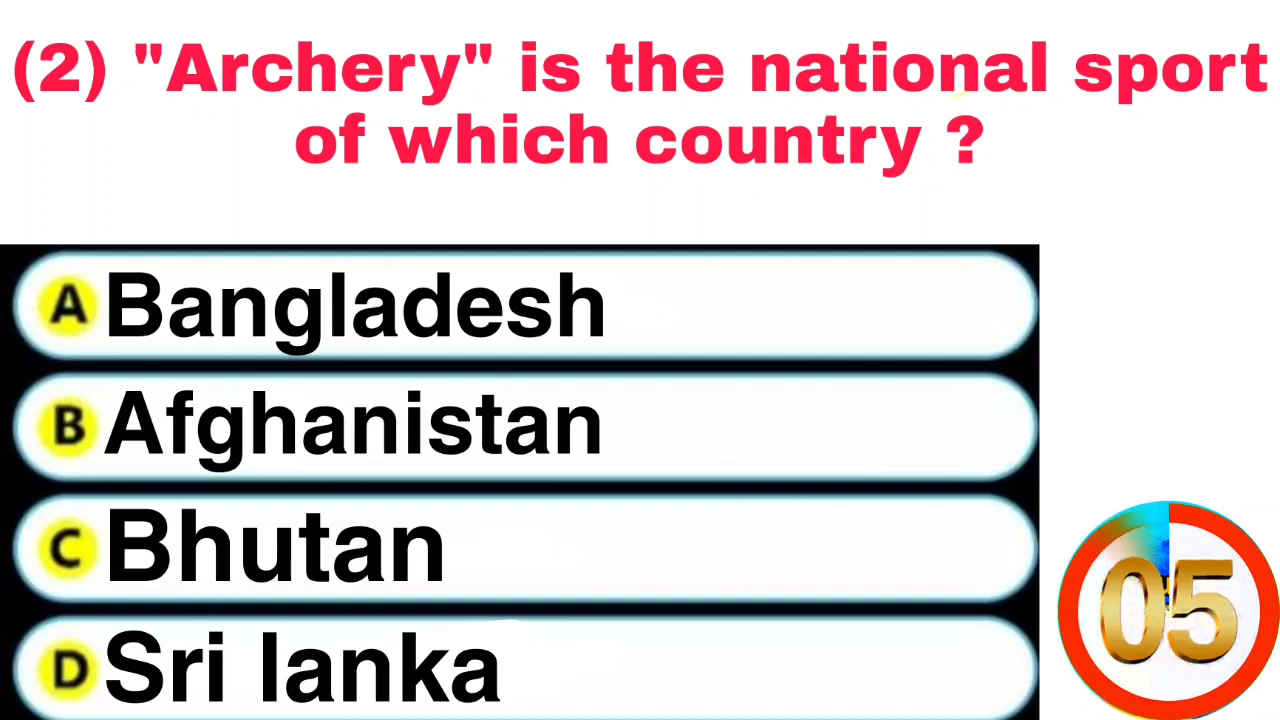 (2) "Archery" is the national sport
of which country ?
A Bangladesh
B Afghanistan
C Bhutan
D Sri lanka
05